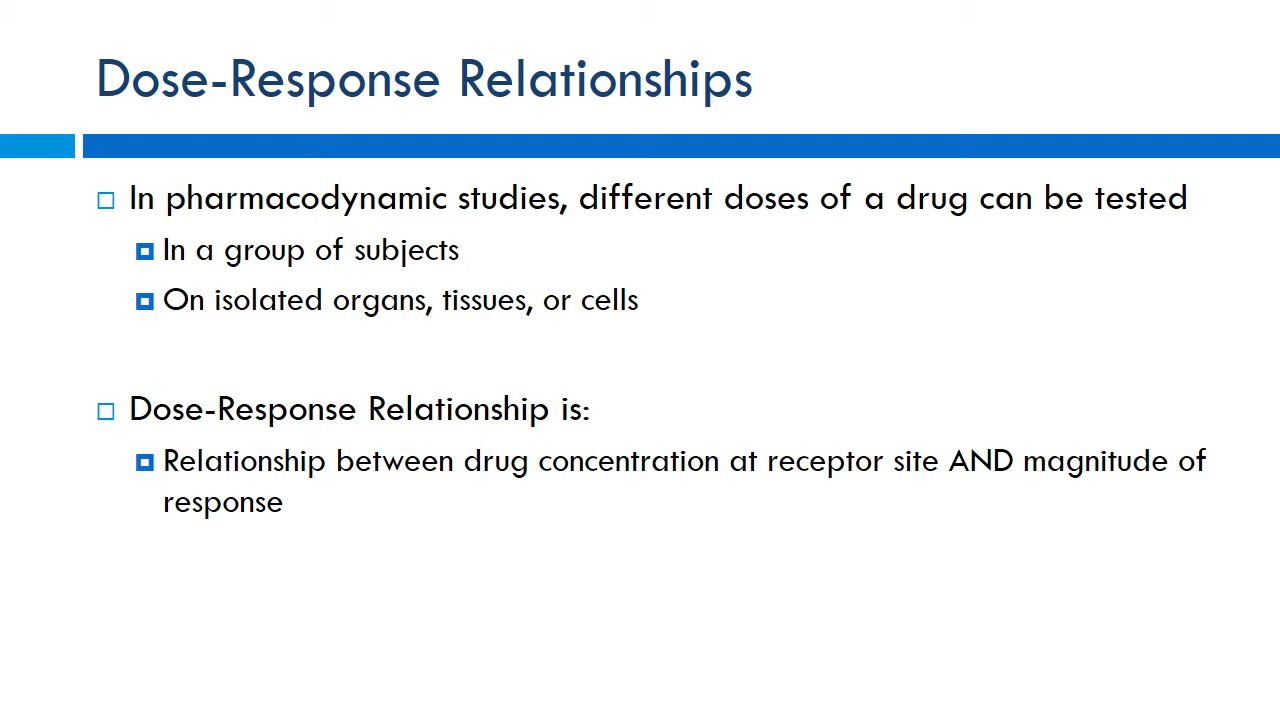 Dose-Response Relationships
In pharmacodynamic studies, different doses of a drug can be tested
In a group of subjects
On isolated organs, tissues, or cells
Dose-Response Relationship is:
Relationship between drug concentration at receptor site AND magnitude of
response